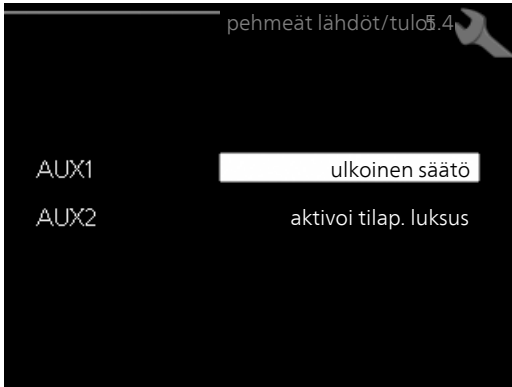 pehmeät lähdöt/tulot 5.4
AUX1 ulkoinen säätö
AUX2 aktivoi tilap. luksus